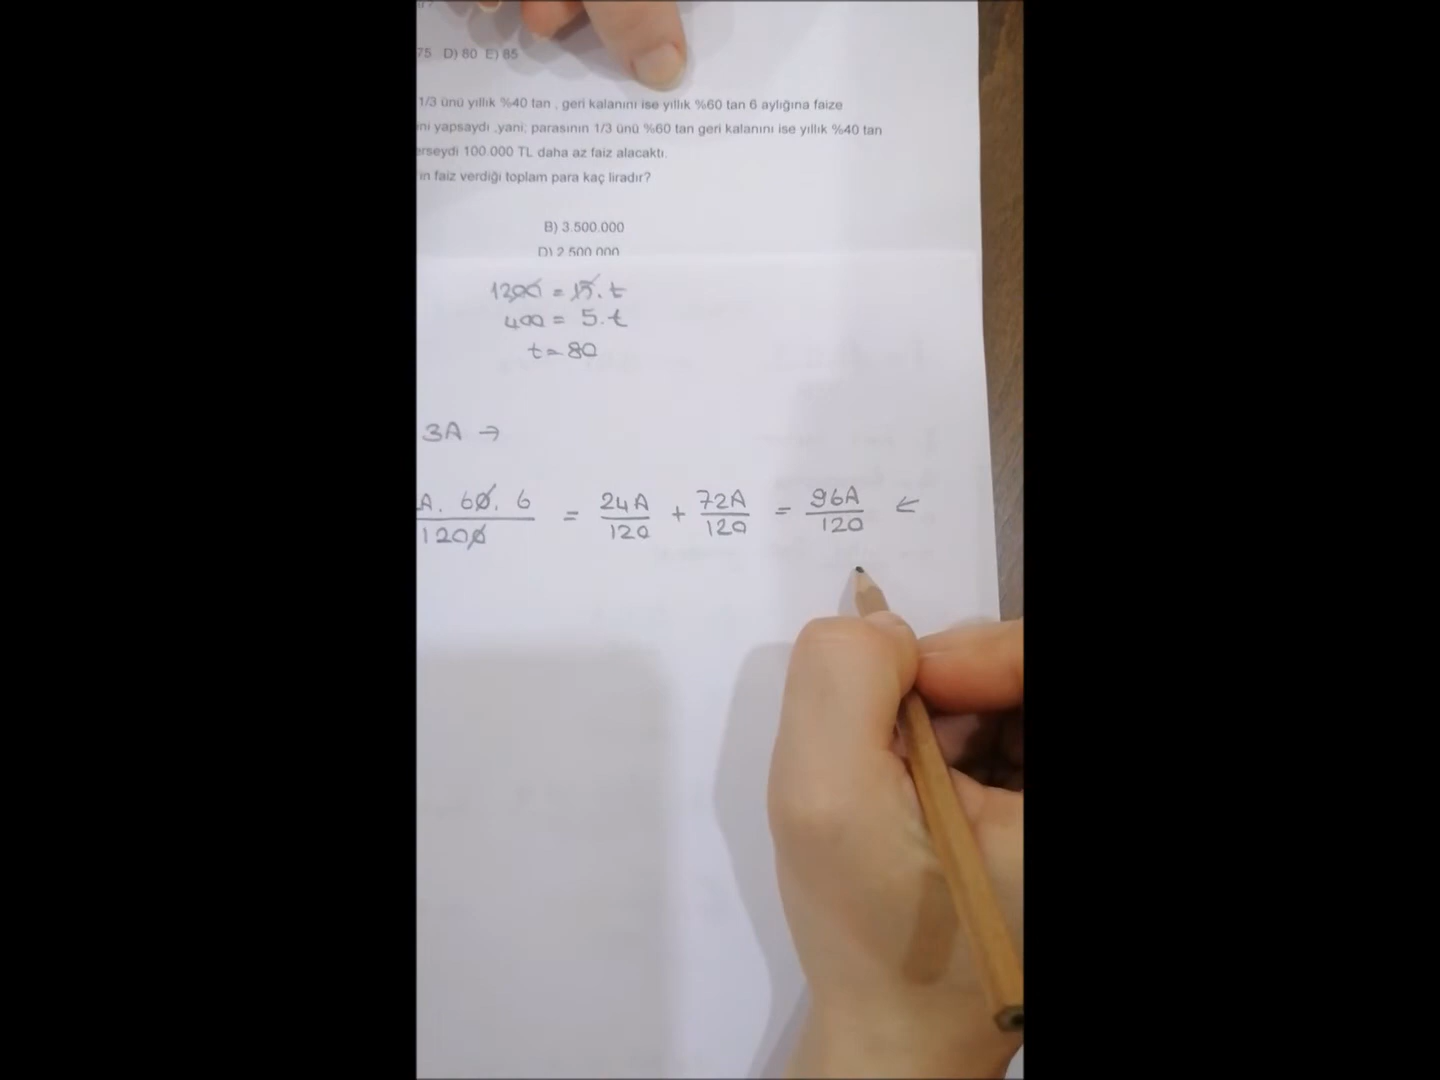 75 D) 80 E) 85
1/3 ünü yıllık %40 tan , geri kalanını ise yıllık %60 tan 6 aylığına faize
yapsaydı ,yani; parasının 1/3 ünü %60 tan geri kalanını ise yıllık %40 tan
100.000 TL daha az faiz alacaktı.
faiz verdiği toplam para kaç liradır?
B) 3.500.000
D) 2.500.000
1200 = 15.t
400 = 5.t
t = 80
3A →
A. 60. 6 / 1200 = 24A / 120 + 72A / 120 = 96A / 120 ←